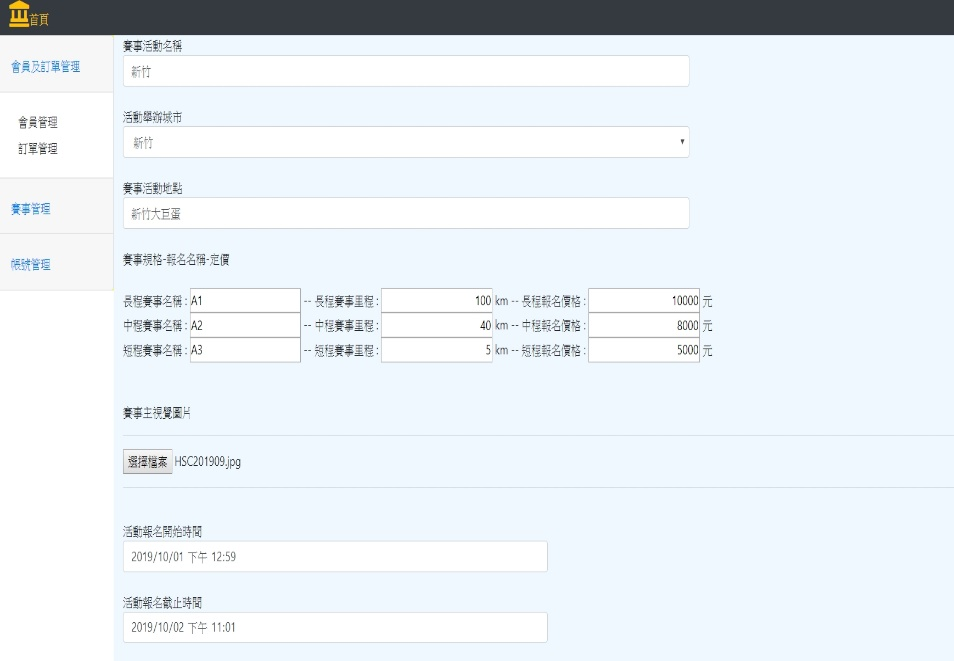 首頁
會員及訂單管理
會員管理
訂單管理
賽事管理
帳號管理
賽事活動名稱
新竹
活動舉辦城市
新竹
賽事活動地點
新竹大巨蛋
賽事規格-報名名稱-定價
長程賽事名稱 : A1 -- 長程賽事里程 : 100 km -- 長程報名價格 : 10000 元
中程賽事名稱 : A2 -- 中程賽事里程 : 40 km -- 中程報名價格 : 8000 元
短程賽事名稱 : A3 -- 短程賽事里程 : 5 km -- 短程報名價格 : 5000 元
賽事主視覺圖片
選擇檔案 HSC201909.jpg
活動報名開始時間
2019/10/01 下午 12:59
活動報名截止時間
2019/10/02 下午 11:01